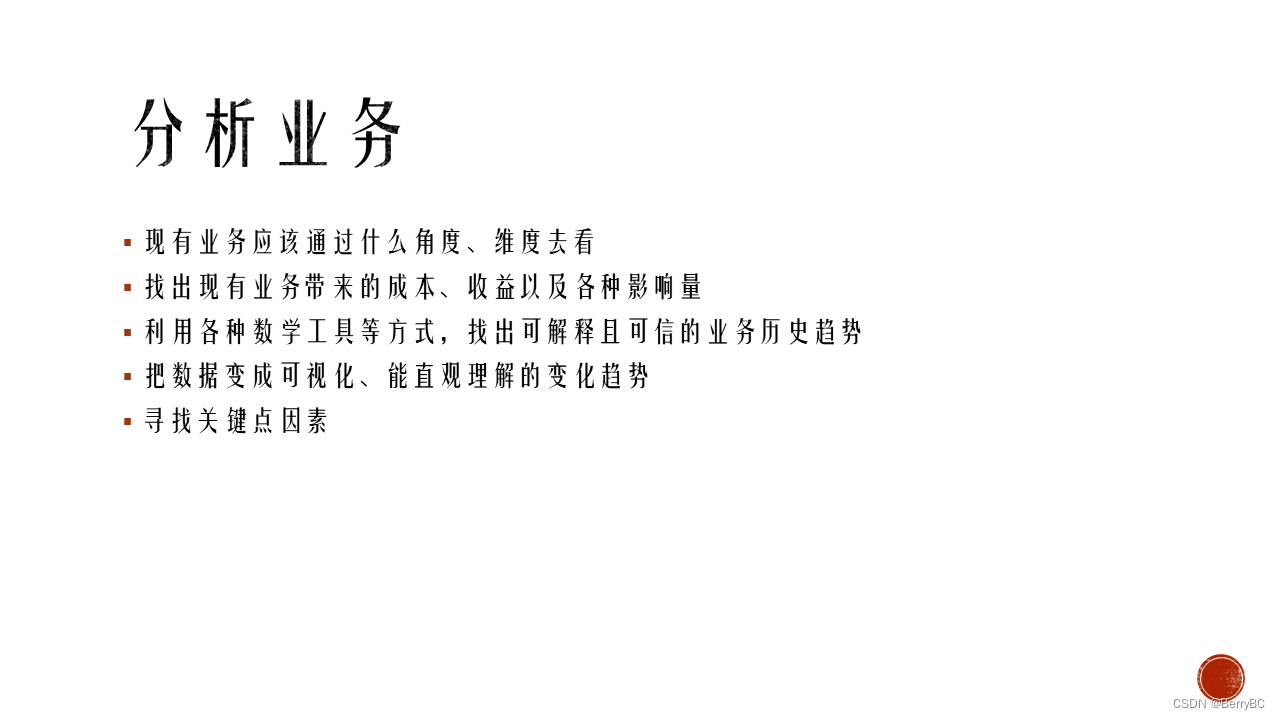 分析业务
现有业务应该通过什么角度、维度去看
找出现有业务带来的成本、收益以及各种影响量
利用各种数学工具等方式，找出可解释且可信的业务历史趋势
把数据变成可视化、能直观理解的变化趋势
寻找关键点因素
CSDN @BerryBC